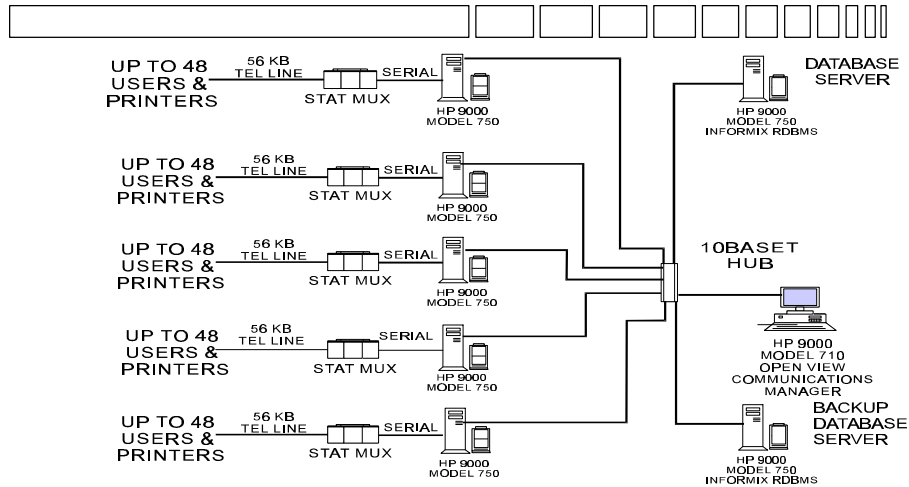 UP TO 48
USERS &
PRINTERS
56 KB
TEL LINE
STAT MUX
SERIAL
HP 9000
MODEL 750
UP TO 48
USERS &
PRINTERS
56 KB
TEL LINE
STAT MUX
SERIAL
HP 9000
MODEL 750
UP TO 48
USERS &
PRINTERS
56 KB
TEL LINE
STAT MUX
SERIAL
HP 9000
MODEL 750
UP TO 48
USERS &
PRINTERS
56 KB
TEL LINE
STAT MUX
SERIAL
HP 9000
MODEL 750
UP TO 48
USERS &
PRINTERS
56 KB
TEL LINE
STAT MUX
SERIAL
HP 9000
MODEL 750
DATABASE
SERVER
HP 9000
MODEL 750
INFORMIX RDBMS
10BASET
HUB
HP 9000
MODEL 710
OPEN VIEW
COMMUNICATIONS
MANAGER
BACKUP
DATABASE
SERVER
HP 9000
MODEL 750
INFORMIX RDBMS